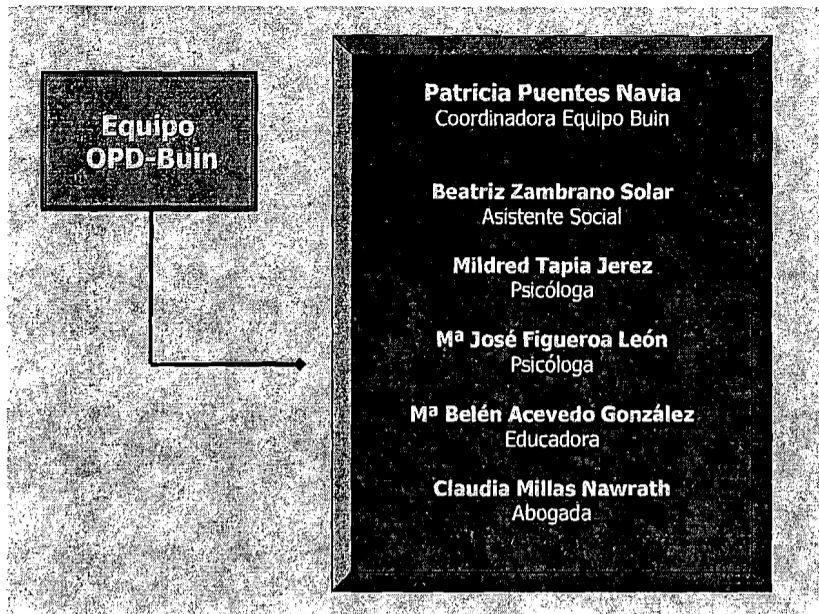 Equipo
OPD-Buin
Patricia Puentes Navia
Coordinadora Equipo Buin
Beatriz Zambrano Solar
Asistente Social
Mildred Tapia Jerez
Psicóloga
Mª José Figueroa León
Psicóloga
Mª Belén Acevedo González
Educadora
Claudia Millas Nawrath
Abogada